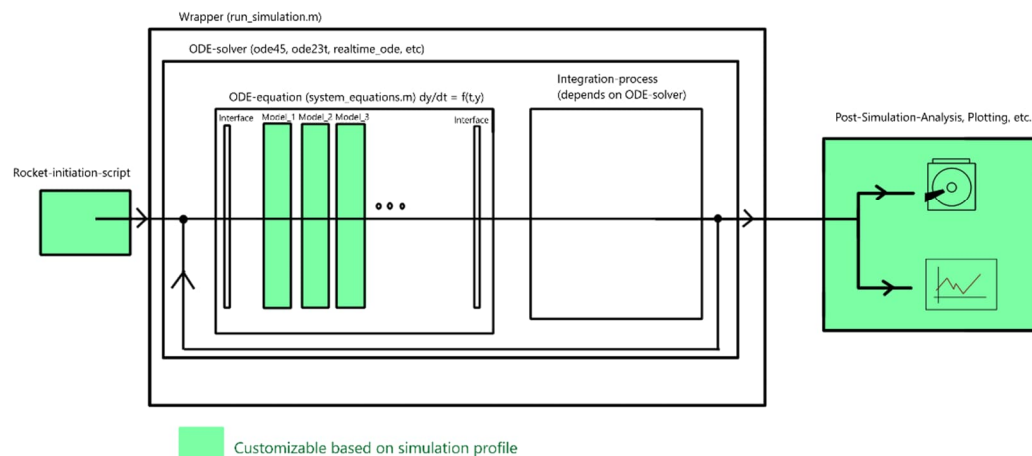 Wrapper (run_simulation.m)
ODE-solver (ode45, ode23t, realtime_ode, etc)
Integration-process
(depends on ODE-solver)
ODE-equation (system_equations.m) dy/dt = f(t,y)
Interface
Model_1
Model_2
Model_3
Interface
Post-Simulation-Analysis, Plotting, etc.
Rocket-initiation-script
Customizable based on simulation profile